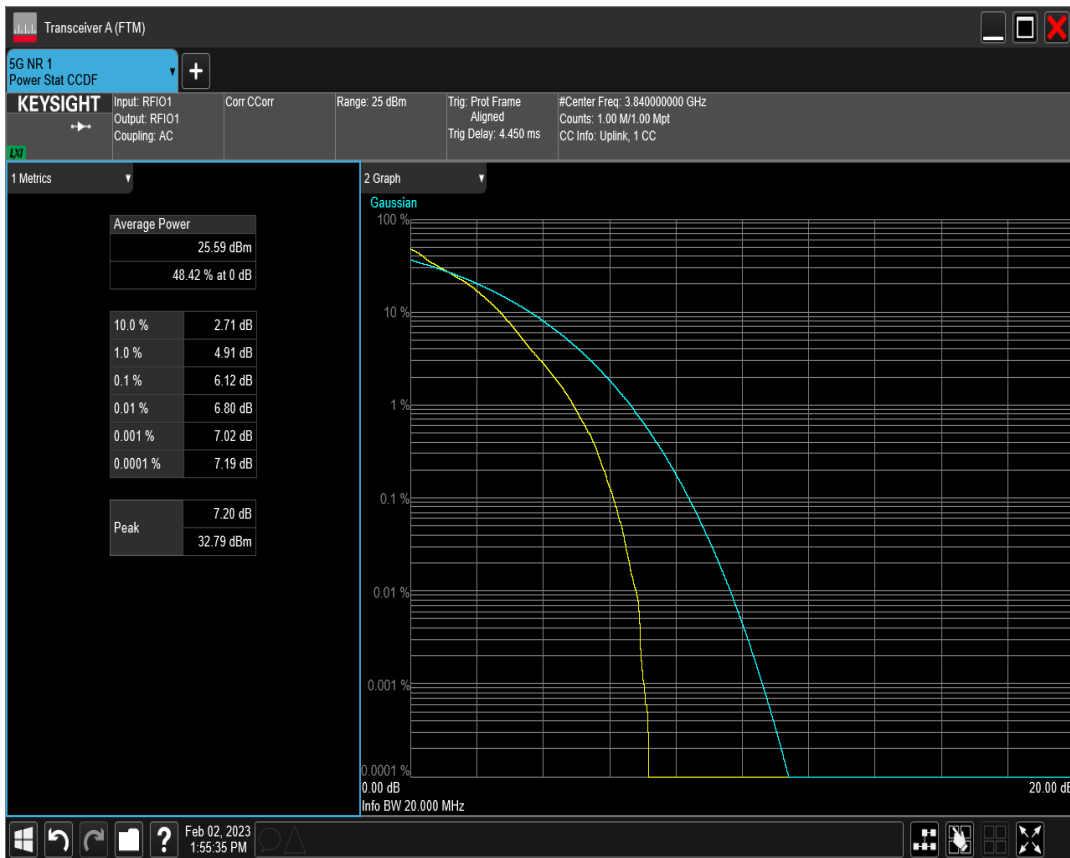 Transceiver A (FTM)
5G NR 1
Power Stat CCDF
+
KEYSIGHT
LXI
Input: RFIO1
Output: RFIO1
Coupling: AC
Corr CCorr
Range: 25 dBm
Trig: Prot Frame
Aligned
Trig Delay: 4.450 ms
#Center Freq: 3.840000000 GHz
Counts: 1.00 M/1.00 Mpt
CC Info: Uplink, 1 CC
1 Metrics
Average Power
25.59 dBm
48.42 % at 0 dB
10.0 % 2.71 dB
1.0 % 4.91 dB
0.1 % 6.12 dB
0.01 % 6.80 dB
0.001 % 7.02 dB
0.0001 % 7.19 dB
Peak 7.20 dB
32.79 dBm
2 Graph
Gaussian
100 %
10 %
1 %
0.1 %
0.01 %
0.001 %
0.0001 %
0.00 dB 20.00 dB
Info BW 20.000 MHz
?
Feb 02, 2023
1:55:35 PM